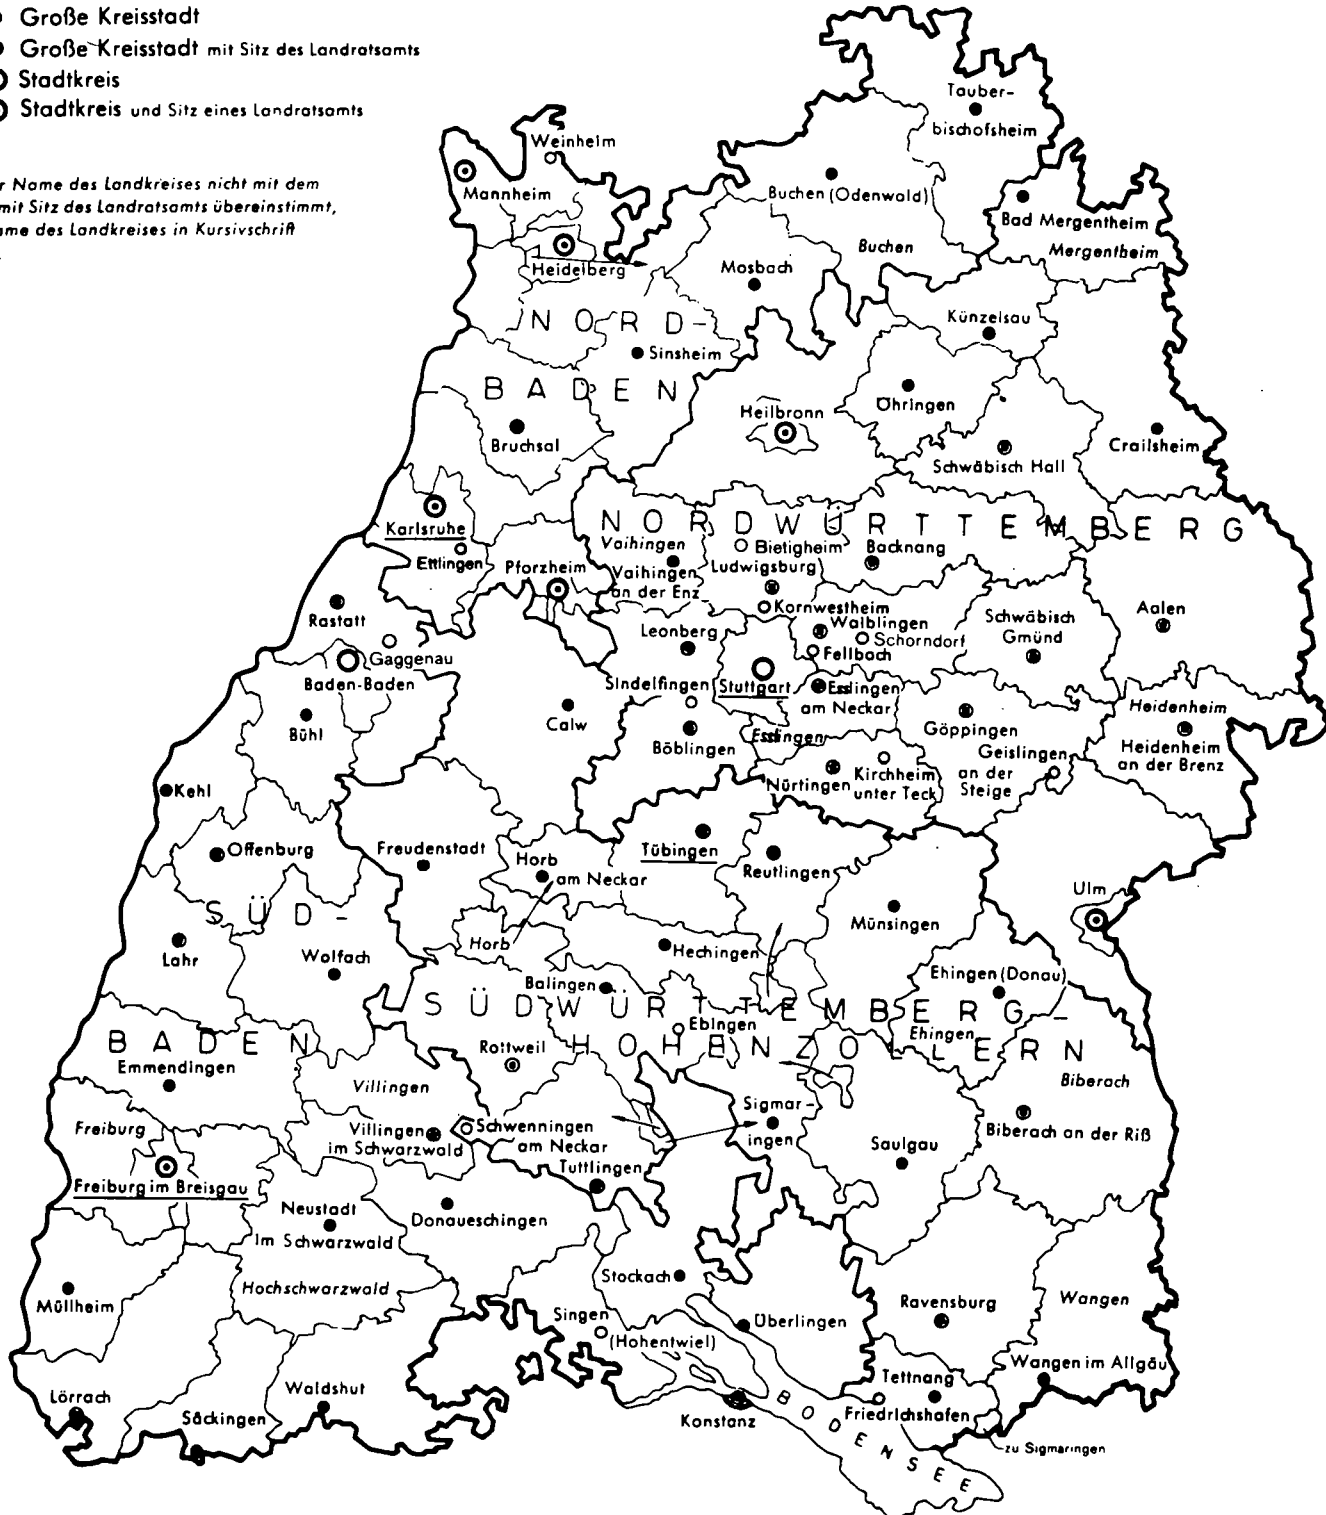 Große Kreisstadt
Große Kreisstadt mit Sitz des Landratsamts
Stadtkreis
Stadtkreis und Sitz eines Landratsamts
r Name des Landkreises nicht mit dem
mit Sitz des Landratsamts übereinstimmt,
ame des Landkreises in Kursivschrift
Tauber-
bischofsheim
Weinheim
Mannheim
Buchen (Odenwald)
Bad Mergentheim
Mergentheim
Buchen
Heidelberg
Mosbach
NORD-
Künzelsau
Sinsheim
BADEN
Öhringen
Heilbronn
Bruchsal
Crailsheim
Schwäbisch Hall
Karlsruhe
NORDWÜRTTEMBERG
Vaihingen
Bietigheim
Backnang
Ettlingen
Pforzheim
Vaihingen
an der Enz
Ludwigsburg
Kornwestheim
Rastatt
Leonberg
Waiblingen
Schorndorf
Schwäbisch
Gmünd
Aalen
Gaggenau
Fellbach
Baden-Baden
Sindelfingen
Stuttgart
Esslingen
am Neckar
Heidenheim
Bühl
Calw
Böblingen
Esslingen
Göppingen
Geislingen
an der
Steige
Heidenheim
an der Brenz
Kehl
Nürtingen
Kirchheim
unter Teck
Offenburg
Freudenstadt
Horb
am Neckar
Tübingen
Reutlingen
Ulm
SÜD-
Münsingen
Lahr
Wolfach
Horb
Hechingen
Ehingen (Donau)
Balingen
SÜDWÜRTTEMBERG-
Ebingen
Ehingen
BADEN
Rottweil
HOHENZOLLERN
Emmendingen
Villingen
Biberach
Freiburg
Villingen
im Schwarzwald
Schwenningen
am Neckar
Sigmar-
ingen
Saulgau
Biberach an der Riß
Tuttlingen
Freiburg im Breisgau
Neustadt
im Schwarzwald
Donaueschingen
Stockach
Hochschwarzwald
Müllheim
Singen
(Hohentwiel)
Überlingen
Ravensburg
Wangen
Wangen im Allgäu
Lörrach
Waldshut
Tettnang
Säckingen
Konstanz
Friedrichshafen
BODENSEE
zu Sigmaringen